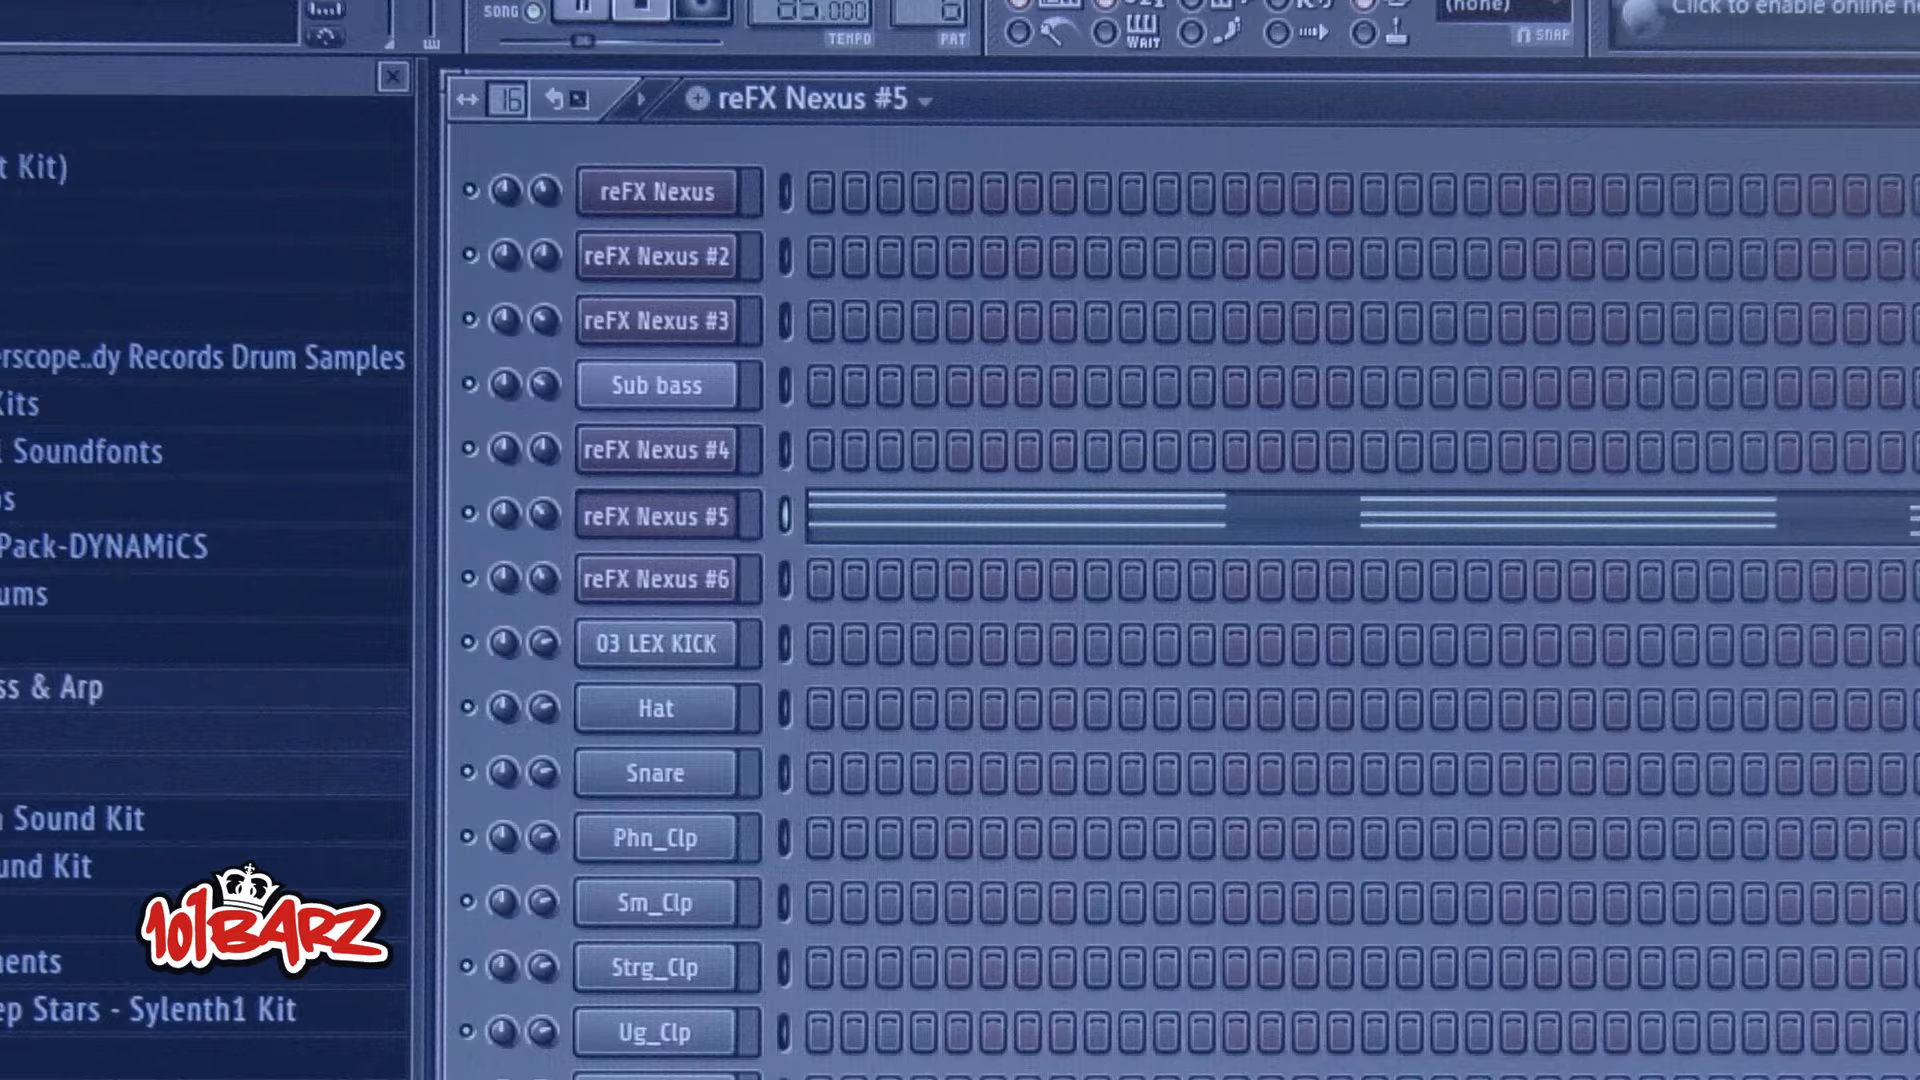 SONG
TEMPO
PAT
WAIT
(none)
SNAP
Click to enable online
16
reFX Nexus #5
t Kit)
erscope..dy Records Drum Samples
Kits
Soundfonts
Pack-DYNAMiCS
ums
ss & Arp
Sound Kit
und Kit
ments
ep Stars - Sylenth1 Kit
reFX Nexus
reFX Nexus #2
reFX Nexus #3
Sub bass
reFX Nexus #4
reFX Nexus #5
reFX Nexus #6
03 LEX KICK
Hat
Snare
Phn_Clp
Sm_Clp
Strg_Clp
Ug_Clp
101BARZ